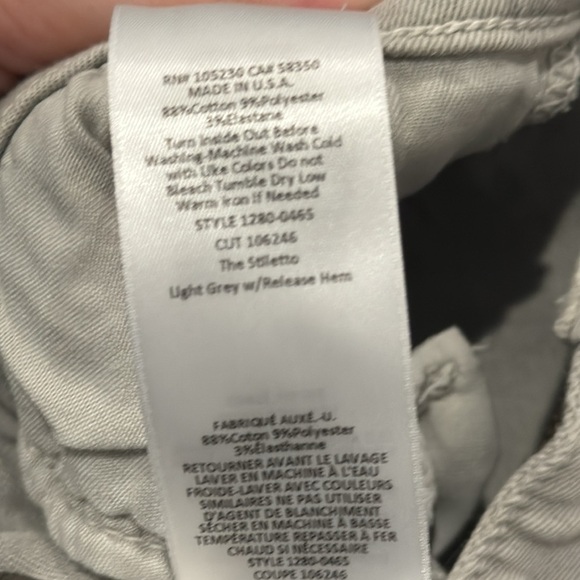 RN# 105230 CA# 58350
MADE IN U.S.A.
88%Cotton 9%Polyester
3%Elastane
Turn Inside Out Before
Washing-Machine Wash Cold
with Like Colors Do not
Bleach Tumble Dry Low
Warm Iron If Needed
STYLE 1280-0465
CUT 106246
The Stiletto
Light Grey w/Release Hem
FABRIQUÉ AUXÉ.-U.
88%Coton 9%Polyester
3%Élasthanne
RETOURNER AVANT LE LAVAGE
LAVER EN MACHINE À L'EAU
FROIDE-LAVER AVEC COULEURS
SIMILAIRES NE PAS UTILISER
D'AGENT DE BLANCHIMENT
SÉCHER EN MACHINE À BASSE
TEMPÉRATURE REPASSER À FER
CHAUD SI NÉCESSAIRE
STYLE 1280-0465
COUPE 106246